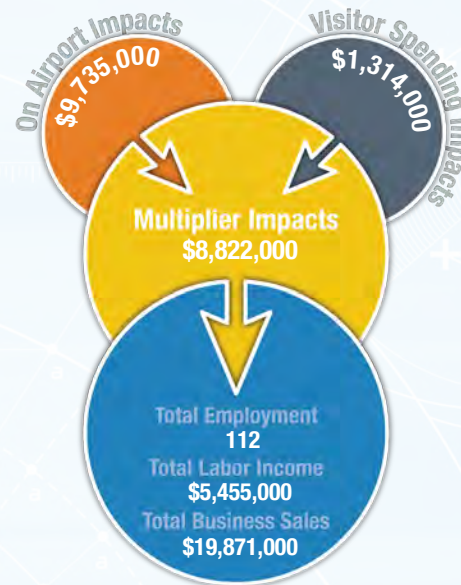 On Airport Impacts
$9,735,000
Visitor Spending Impacts
$1,314,000
Multiplier Impacts
$8,822,000
Total Employment
112
Total Labor Income
$5,455,000
Total Business Sales
$19,871,000